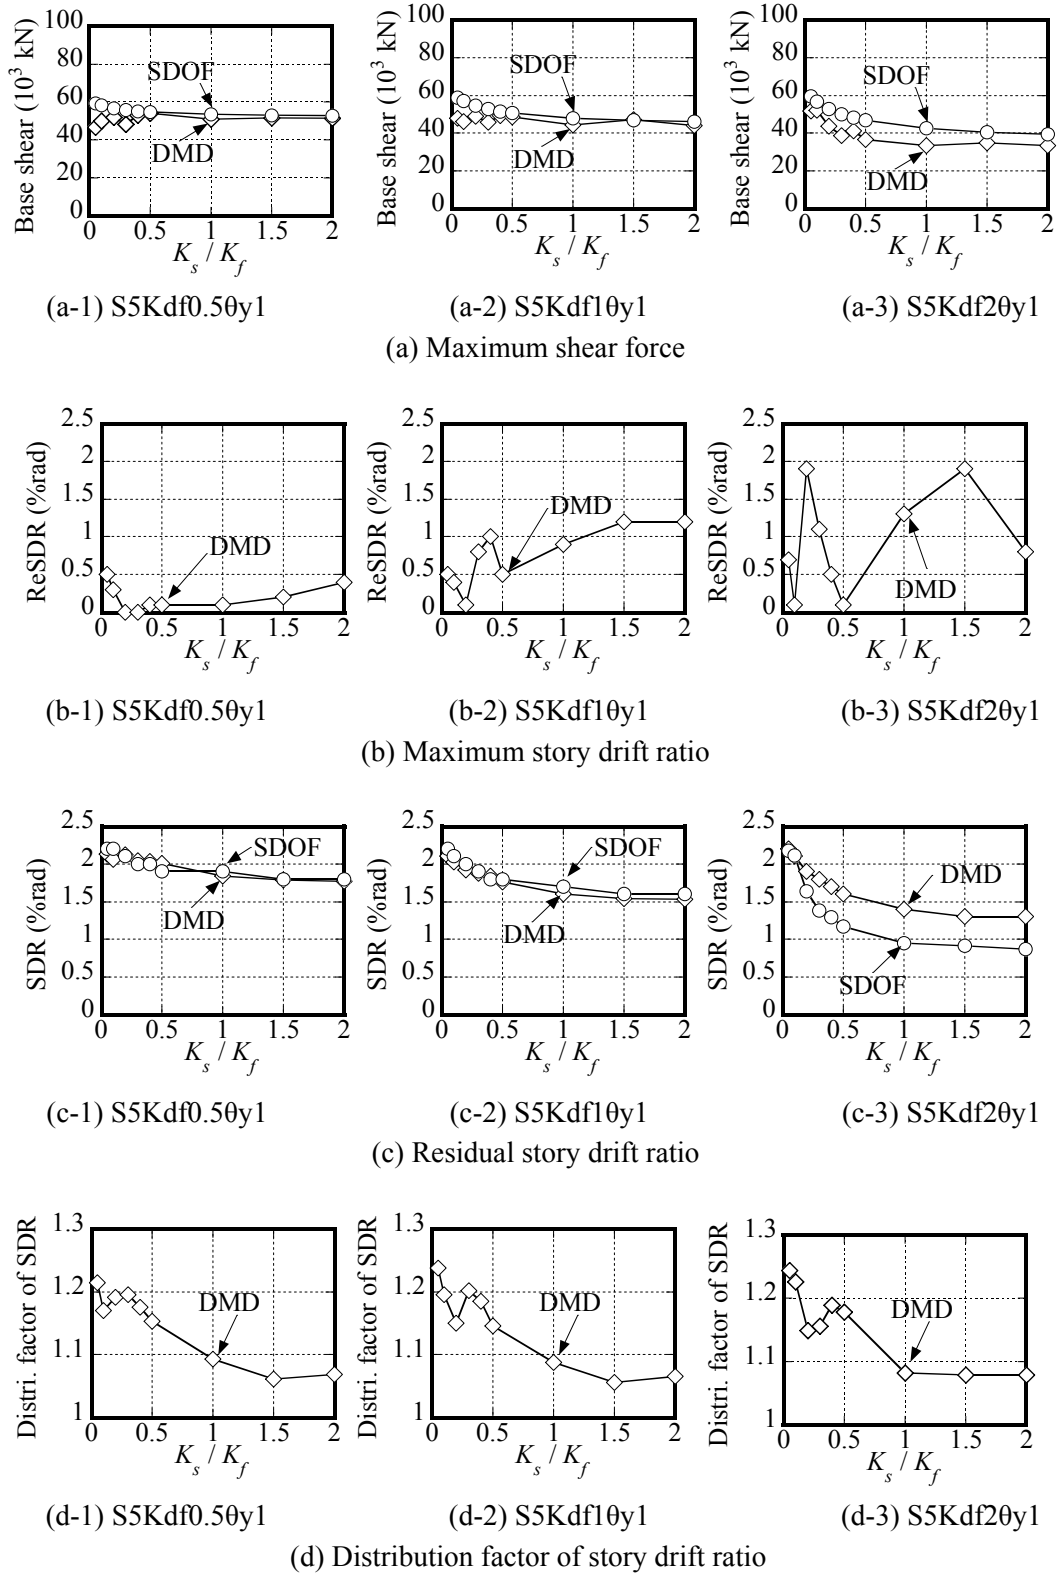 100
80
60
40
20
0
Base shear (10³ kN)
SDOF
DMD
0 0.5 1 1.5 2
K_s / K_f
(a-1) S5Kdf0.5θy1
100
80
60
40
20
0
Base shear (10³ kN)
SDOF
DMD
0 0.5 1 1.5 2
K_s / K_f
(a-2) S5Kdf1θy1
100
80
60
40
20
0
Base shear (10³ kN)
SDOF
DMD
0 0.5 1 1.5 2
K_s / K_f
(a-3) S5Kdf2θy1
(a) Maximum shear force
2.5
2
1.5
1
0.5
0
ReSDR (%rad)
DMD
0 0.5 1 1.5 2
K_s / K_f
(b-1) S5Kdf0.5θy1
2.5
2
1.5
1
0.5
0
ReSDR (%rad)
DMD
0 0.5 1 1.5 2
K_s / K_f
(b-2) S5Kdf1θy1
2.5
2
1.5
1
0.5
0
ReSDR (%rad)
DMD
0 0.5 1 1.5 2
K_s / K_f
(b-3) S5Kdf2θy1
(b) Maximum story drift ratio
2.5
2
1.5
1
0.5
0
SDR (%rad)
SDOF
DMD
0 0.5 1 1.5 2
K_s / K_f
(c-1) S5Kdf0.5θy1
2.5
2
1.5
1
0.5
0
SDR (%rad)
SDOF
DMD
0 0.5 1 1.5 2
K_s / K_f
(c-2) S5Kdf1θy1
2.5
2
1.5
1
0.5
0
SDR (%rad)
DMD
SDOF
0 0.5 1 1.5 2
K_s / K_f
(c-3) S5Kdf2θy1
(c) Residual story drift ratio
1.3
1.2
1.1
1
Distri. factor of SDR
DMD
0 0.5 1 1.5 2
K_s / K_f
(d-1) S5Kdf0.5θy1
1.3
1.2
1.1
1
Distri. factor of SDR
DMD
0 0.5 1 1.5 2
K_s / K_f
(d-2) S5Kdf1θy1
1.3
1.2
1.1
1
Distri. factor of SDR
DMD
0 0.5 1 1.5 2
K_s / K_f
(d-3) S5Kdf2θy1
(d) Distribution factor of story drift ratio